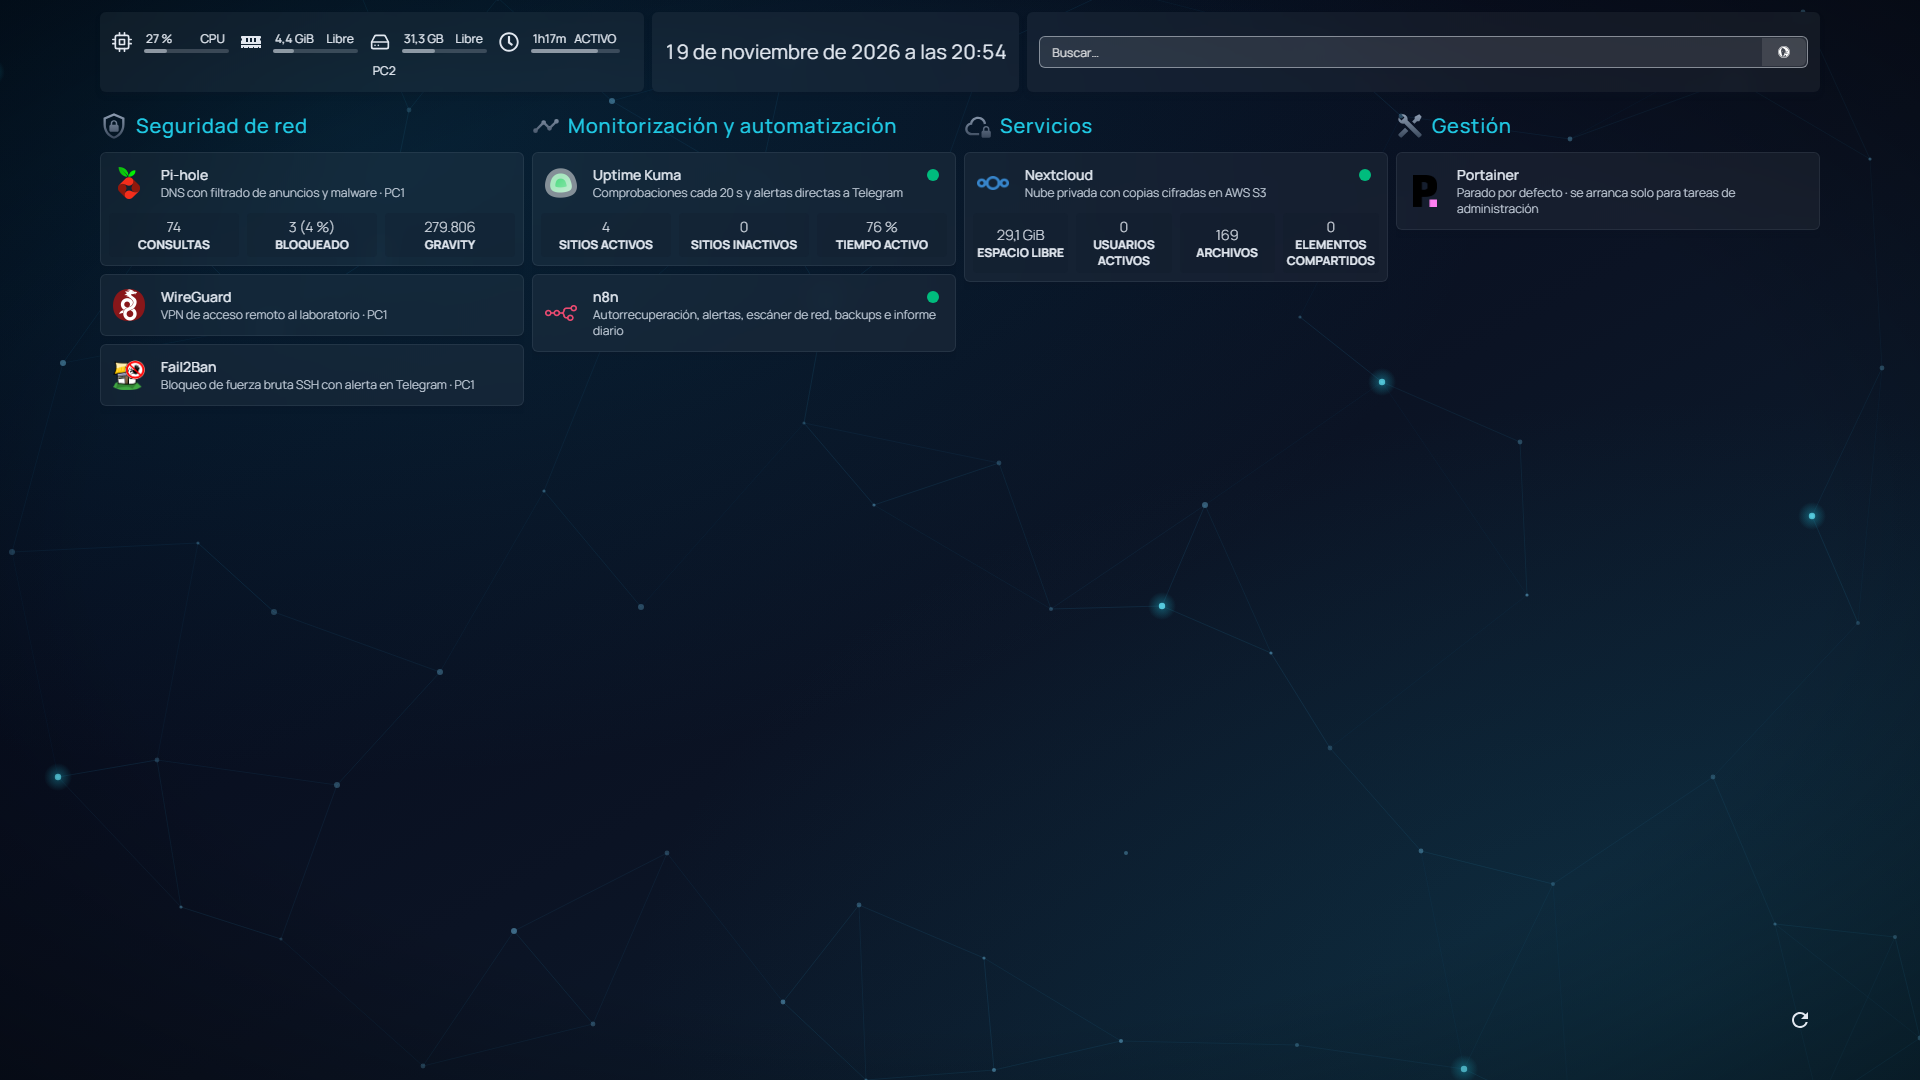 27 % CPU
4,4 GiB Libre
31,3 GB Libre
1h17m ACTIVO
PC2
19 de noviembre de 2026 a las 20:54
Buscar...
Seguridad de red
Pi-hole
DNS con filtrado de anuncios y malware · PC1
74
CONSULTAS
3 (4 %)
BLOQUEADO
279.806
GRAVITY
WireGuard
VPN de acceso remoto al laboratorio · PC1
Fail2Ban
Bloqueo de fuerza bruta SSH con alerta en Telegram · PC1
Monitorización y automatización
Uptime Kuma
Comprobaciones cada 20 s y alertas directas a Telegram
4
SITIOS ACTIVOS
0
SITIOS INACTIVOS
76 %
TIEMPO ACTIVO
n8n
Autorrecuperación, alertas, escáner de red, backups e informe
diario
Servicios
Nextcloud
Nube privada con copias cifradas en AWS S3
29,1 GiB
ESPACIO LIBRE
0
USUARIOS
ACTIVOS
169
ARCHIVOS
0
ELEMENTOS
COMPARTIDOS
Gestión
Portainer
Parado por defecto · se arranca solo para tareas de
administración